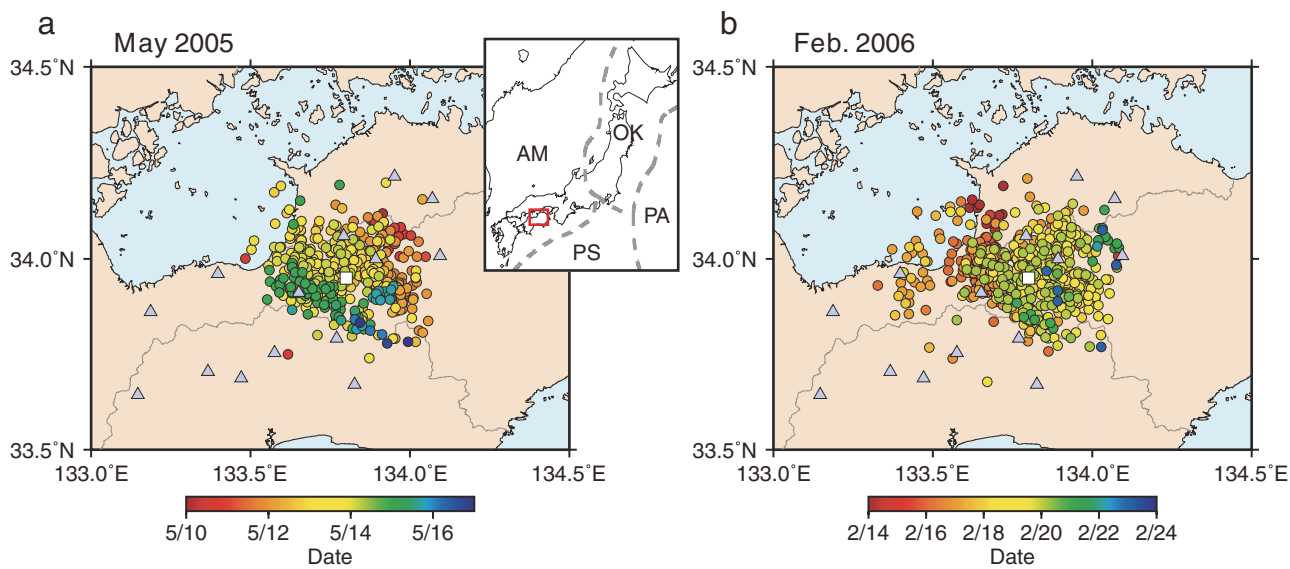 a
May 2005
34.5°N
34.0°N
33.5°N
133.0°E
133.5°E
134.0°E
134.5°E
5/10
5/12
5/14
5/16
Date
AM
OK
PA
PS
b
Feb. 2006
34.5°N
34.0°N
33.5°N
133.0°E
133.5°E
134.0°E
134.5°E
2/14
2/16
2/18
2/20
2/22
2/24
Date